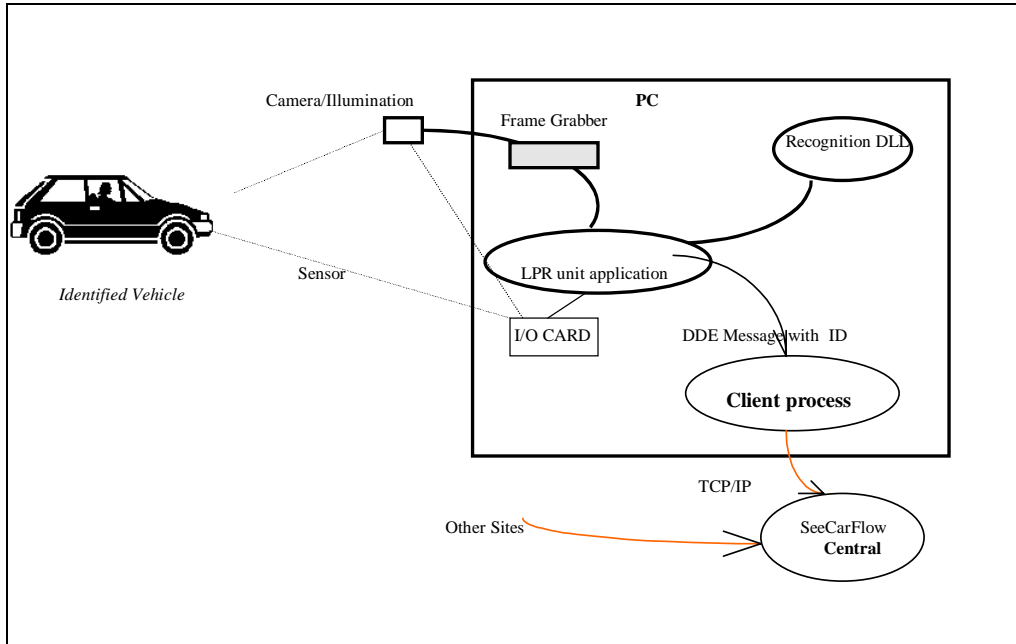 PC
Camera/Illumination
Frame Grabber
Recognition DLL
Sensor
LPR unit application
Identified Vehicle
I/O CARD
DDE Message with ID
Client process
TCP/IP
Other Sites
SeeCarFlow
Central